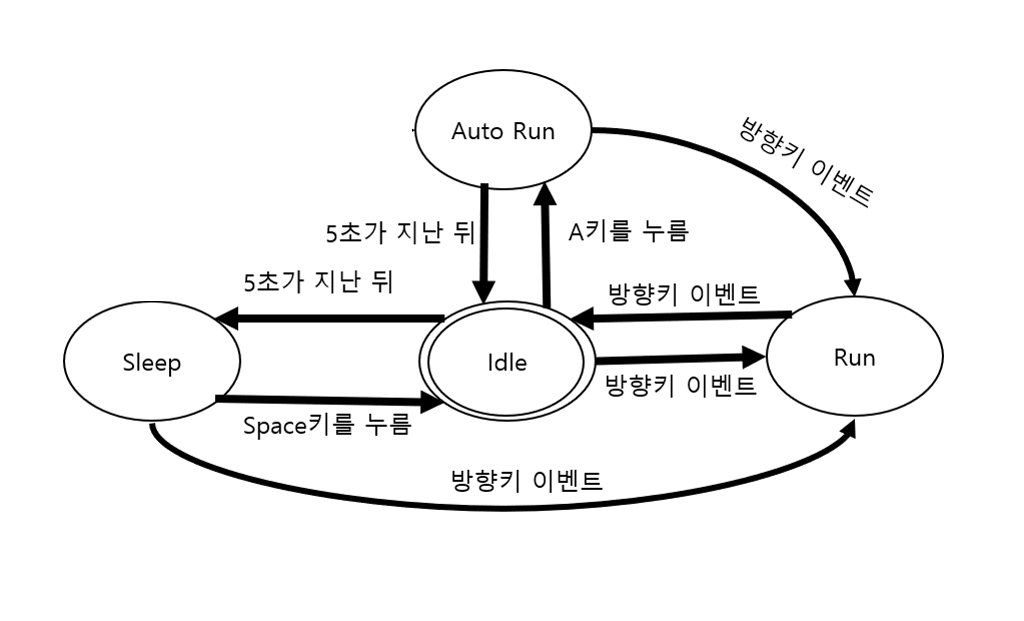 Auto Run
방향키 이벤트
5초가 지난 뒤
A키를 누름
5초가 지난 뒤
방향키 이벤트
Sleep
Idle
Run
방향키 이벤트
Space키를 누름
방향키 이벤트